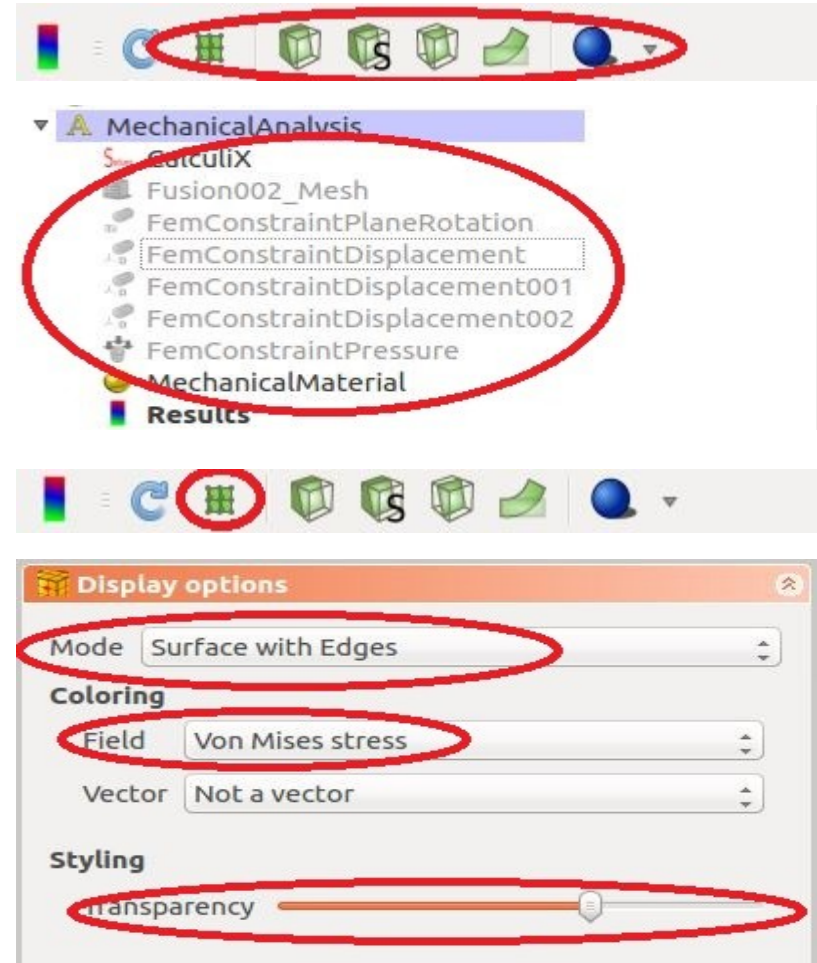 S
MechanicalAnalysis
CalculiX
Fusion002_Mesh
FemConstraintPlaneRotation
FemConstraintDisplacement
FemConstraintDisplacement001
FemConstraintDisplacement002
FemConstraintPressure
MechanicalMaterial
Results
S
Display options
Mode Surface with Edges
Coloring
Field Von Mises stress
Vector Not a vector
Styling
Transparency